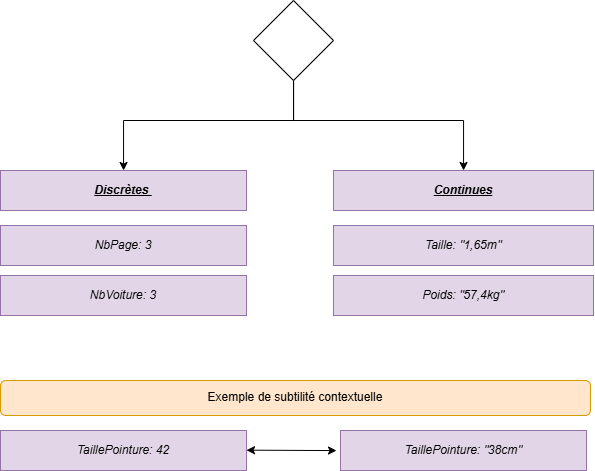 Discrètes
Continues
NbPage: 3
Taille: "1,65m"
NbVoiture: 3
Poids: "57,4kg"
Exemple de subtilité contextuelle
TaillePointure: 42
TaillePointure: "38cm"